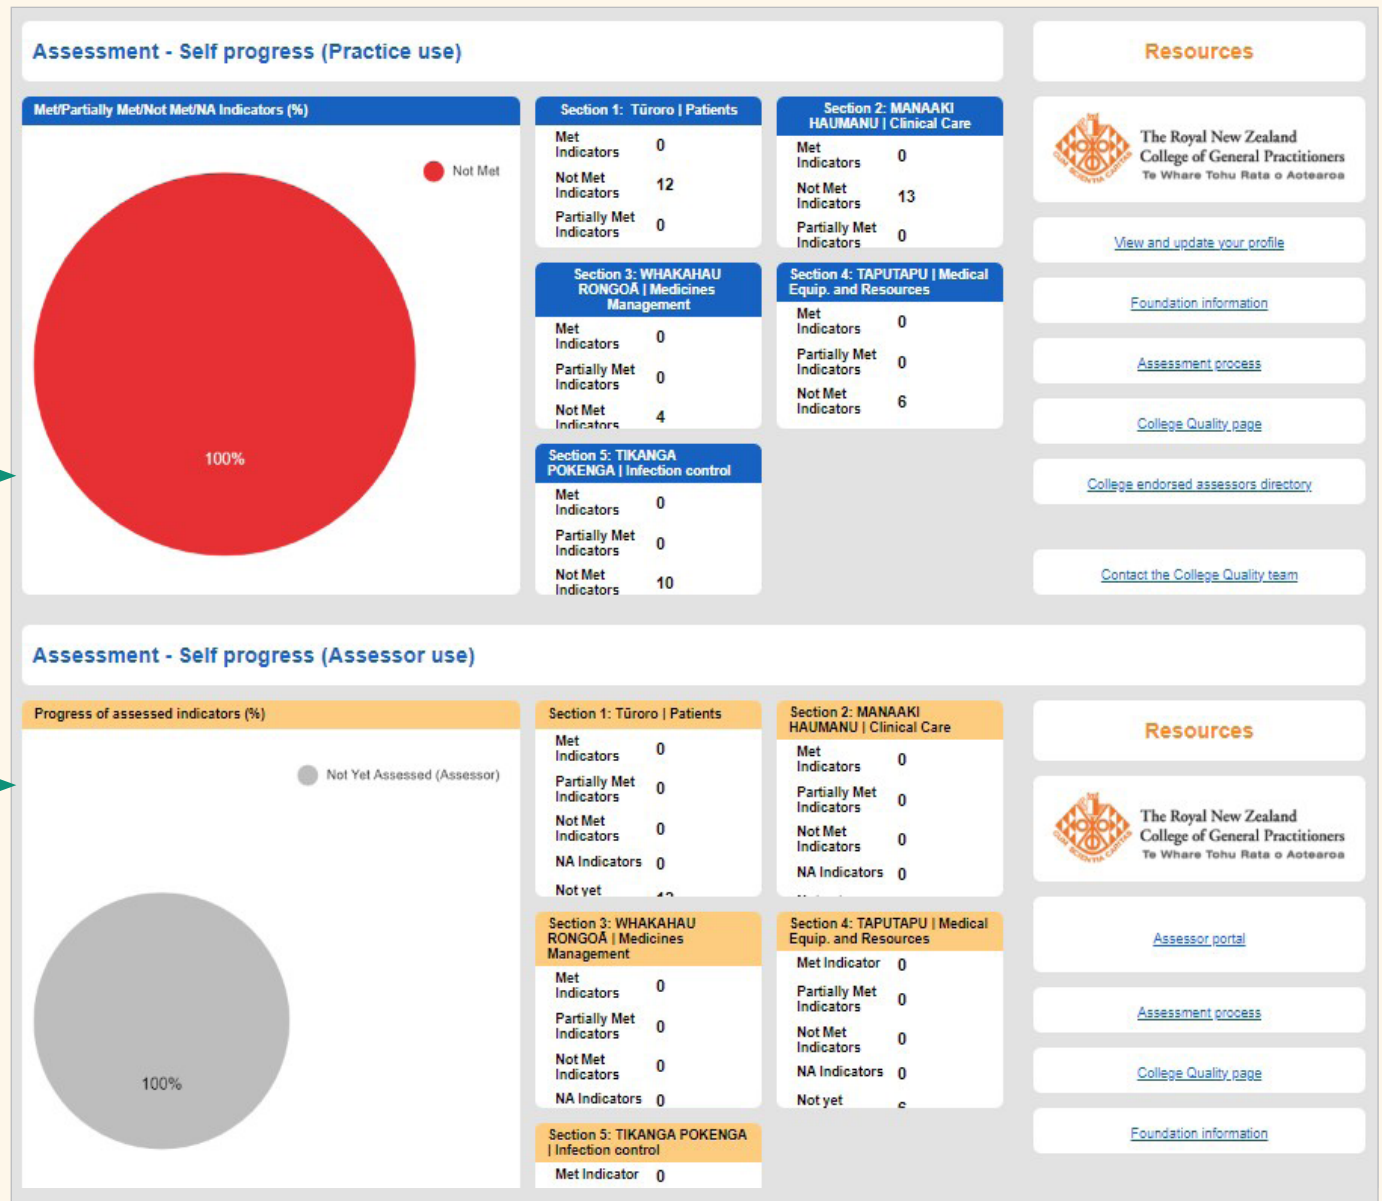 Assessment - Self progress (Practice use)
Resources
Met/Partially Met/Not Met/NA Indicators (%)
Not Met
100%
Section 1: Tūroro | Patients
Met
Indicators 0
Not Met
Indicators 12
Partially Met
Indicators 0
Section 2: MANAAKI
HAUMANU | Clinical Care
Met
Indicators 0
Not Met
Indicators 13
Partially Met
Indicators 0
Section 3: WHAKAHAU
RONGOĀ | Medicines
Management
Met
Indicators 0
Partially Met
Indicators 0
Not Met
Indicators 4
Section 4: TAPUTAPU | Medical
Equip. and Resources
Met
Indicators 0
Partially Met
Indicators 0
Not Met
Indicators 6
Section 5: TIKANGA
POKENGA | Infection control
Met
Indicators 0
Partially Met
Indicators 0
Not Met
Indicators 10
The Royal New Zealand
College of General Practitioners
Te Whare Tohu Rata o Aotearoa
View and update your profile
Foundation information
Assessment process
College Quality page
College endorsed assessors directory
Contact the College Quality team
Assessment - Self progress (Assessor use)
Progress of assessed indicators (%)
Not Yet Assessed (Assessor)
100%
Section 1: Tūroro | Patients
Met
Indicators 0
Partially Met
Indicators 0
Not Met
Indicators 0
NA Indicators 0
Not yet
Section 2: MANAAKI
HAUMANU | Clinical Care
Met
Indicators 0
Partially Met
Indicators 0
Not Met
Indicators 0
NA Indicators 0
Section 3: WHAKAHAU
RONGOĀ | Medicines
Management
Met
Indicators 0
Partially Met
Indicators 0
Not Met
Indicators 0
NA Indicators 0
Section 4: TAPUTAPU | Medical
Equip. and Resources
Met Indicator 0
Partially Met
Indicators 0
Not Met
Indicators 0
NA Indicators 0
Not yet
Section 5: TIKANGA POKENGA
| Infection control
Met Indicator 0
Resources
The Royal New Zealand
College of General Practitioners
Te Whare Tohu Rata o Aotearoa
Assessor portal
Assessment process
College Quality page
Foundation information